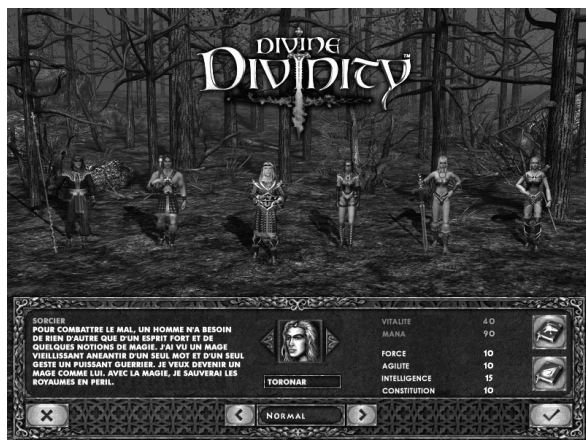 DIVINE
DIVINITY™
SORCIER
POUR COMBATTRE LE MAL, UN HOMME N'A BESOIN
DE RIEN D'AUTRE QUE D'UN ESPRIT FORT ET DE
QUELQUES NOTIONS DE MAGIE. J'AI VU UN MAGE
VIEILLISSANT ANEANTIR D'UN SEUL MOT ET D'UN SEUL
GESTE UN PUISSANT GUERRIER. JE VEUX DEVENIR UN
MAGE COMME LUI. AVEC LA MAGIE, JE SAUVERAI LES
ROYAUMES EN PERIL.
TORONAR
VITALITE 40
MANA 90
FORCE 10
AGILITE 10
INTELLIGENCE 15
CONSTITUTION 10
NORMAL